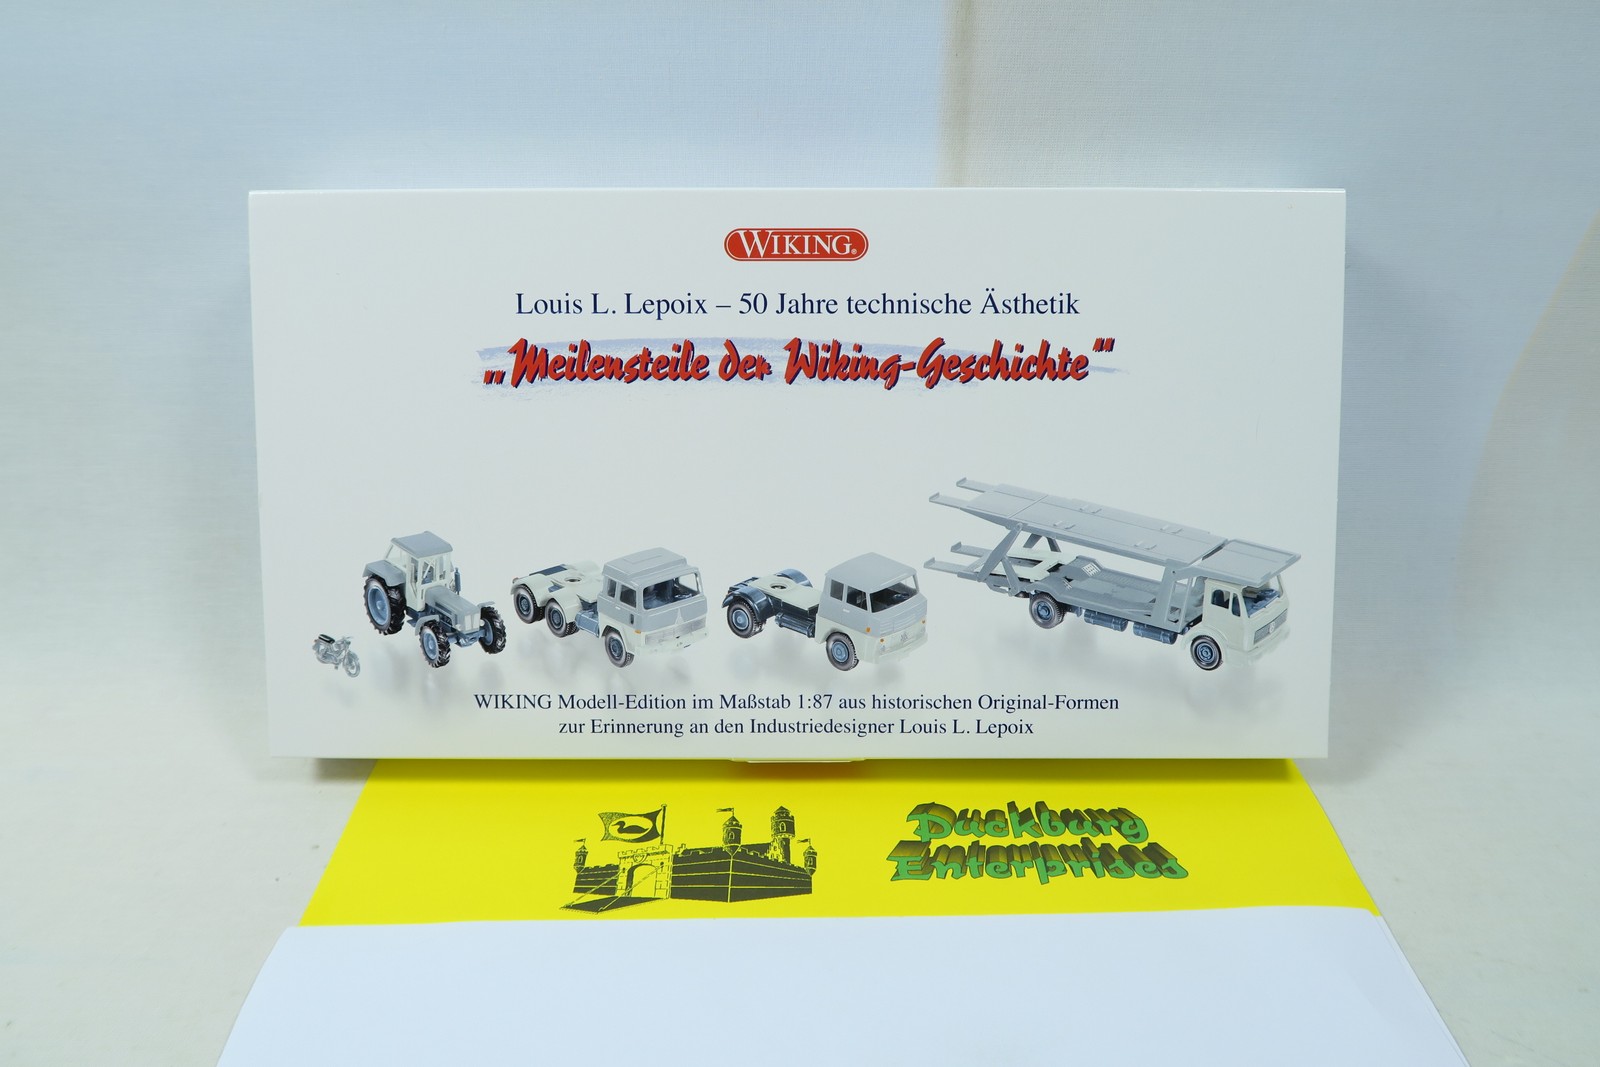 WIKING®
Louis L. Lepoix – 50 Jahre technische Ästhetik
„Meilensteile der Wiking-Geschichte"
WIKING Modell-Edition im Maßstab 1:87 aus historischen Original-Formen
zur Erinnerung an den Industriedesigner Louis L. Lepoix
Duckburg
Enterprises